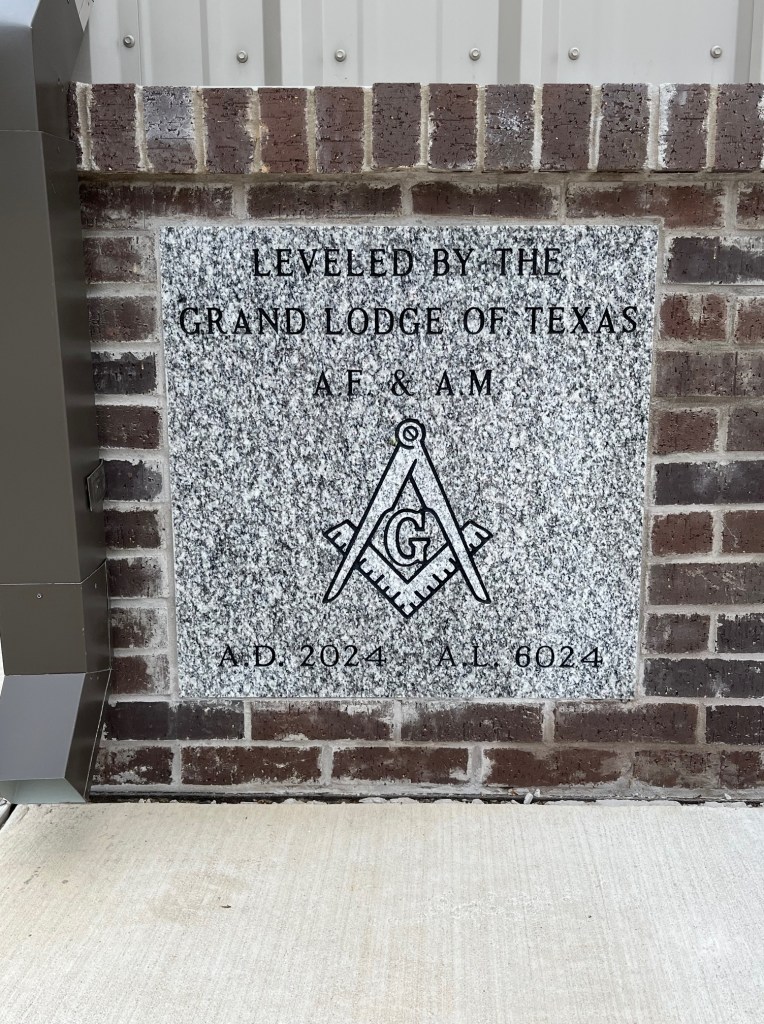 LEVELED BY THE
GRAND LODGE OF TEXAS
A.F. & A.M.
G
A.D. 2024 - A.L. 6024